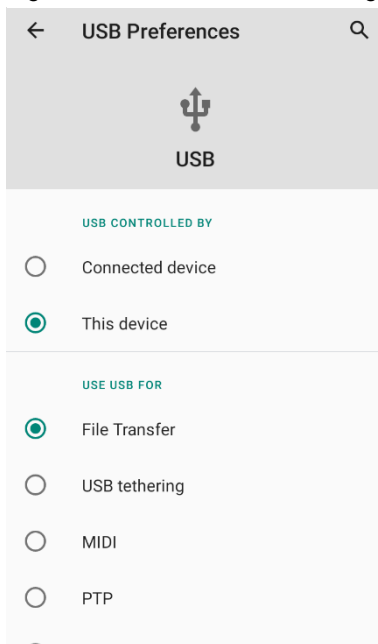 USB Preferences
USB
USB CONTROLLED BY
Connected device
This device
USE USB FOR
File Transfer
USB tethering
MIDI
PTP